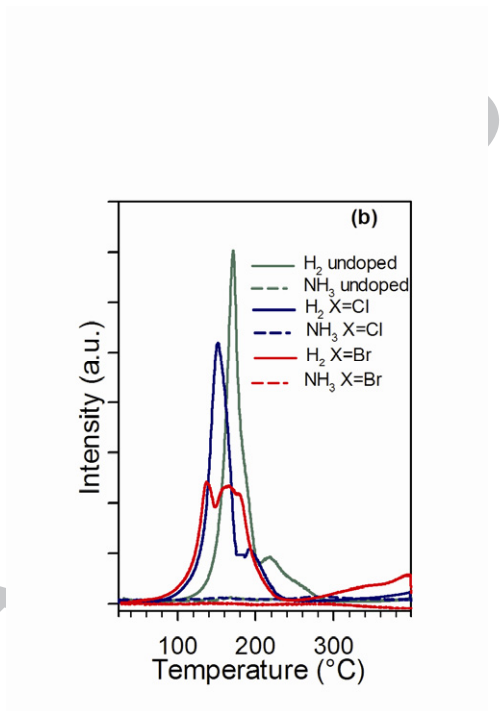 (b)
H₂ undoped
NH₃ undoped
H₂ X=Cl
NH₃ X=Cl
H₂ X=Br
NH₃ X=Br
Intensity (a.u.)
100 200 300
Temperature (°C)